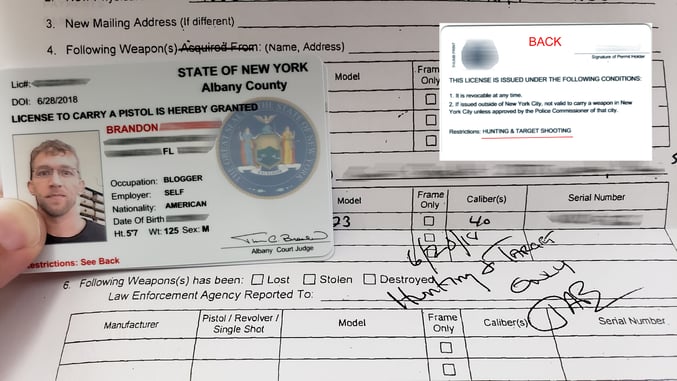 3. New Mailing Address (If different)
4. Following Weapon(s) Acquired From: (Name, Address)
Model
Frame Only
BACK
Signature of Permit Holder
THIS LICENSE IS ISSUED UNDER THE FOLLOWING CONDITIONS:
1. It is revocable at any time.
2. If issued outside of New York City, not valid to carry a weapon in New
York City unless approved by the Police Commissioner of that city.
Restrictions: HUNTING & TARGET SHOOTING
STATE OF NEW YORK
Albany County
Lic#:
DOI: 6/28/2018
LICENSE TO CARRY A PISTOL IS HEREBY GRANTED
BRANDON
FL
Occupation: BLOGGER
Employer: SELF
Nationality: AMERICAN
Date Of Birth
Ht.5'7 Wt: 125 Sex: M
Albany Court Judge
Restrictions: See Back
Model
Frame Only
Caliber(s)
Serial Number
23
40
Hunting & Target
only
6. Following Weapons(s) has been: Lost Stolen Destroyed
Law Enforcement Agency Reported To:
Manufacturer
Pistol / Revolver /
Single Shot
Model
Frame
Only
Caliber(s)
Serial Number